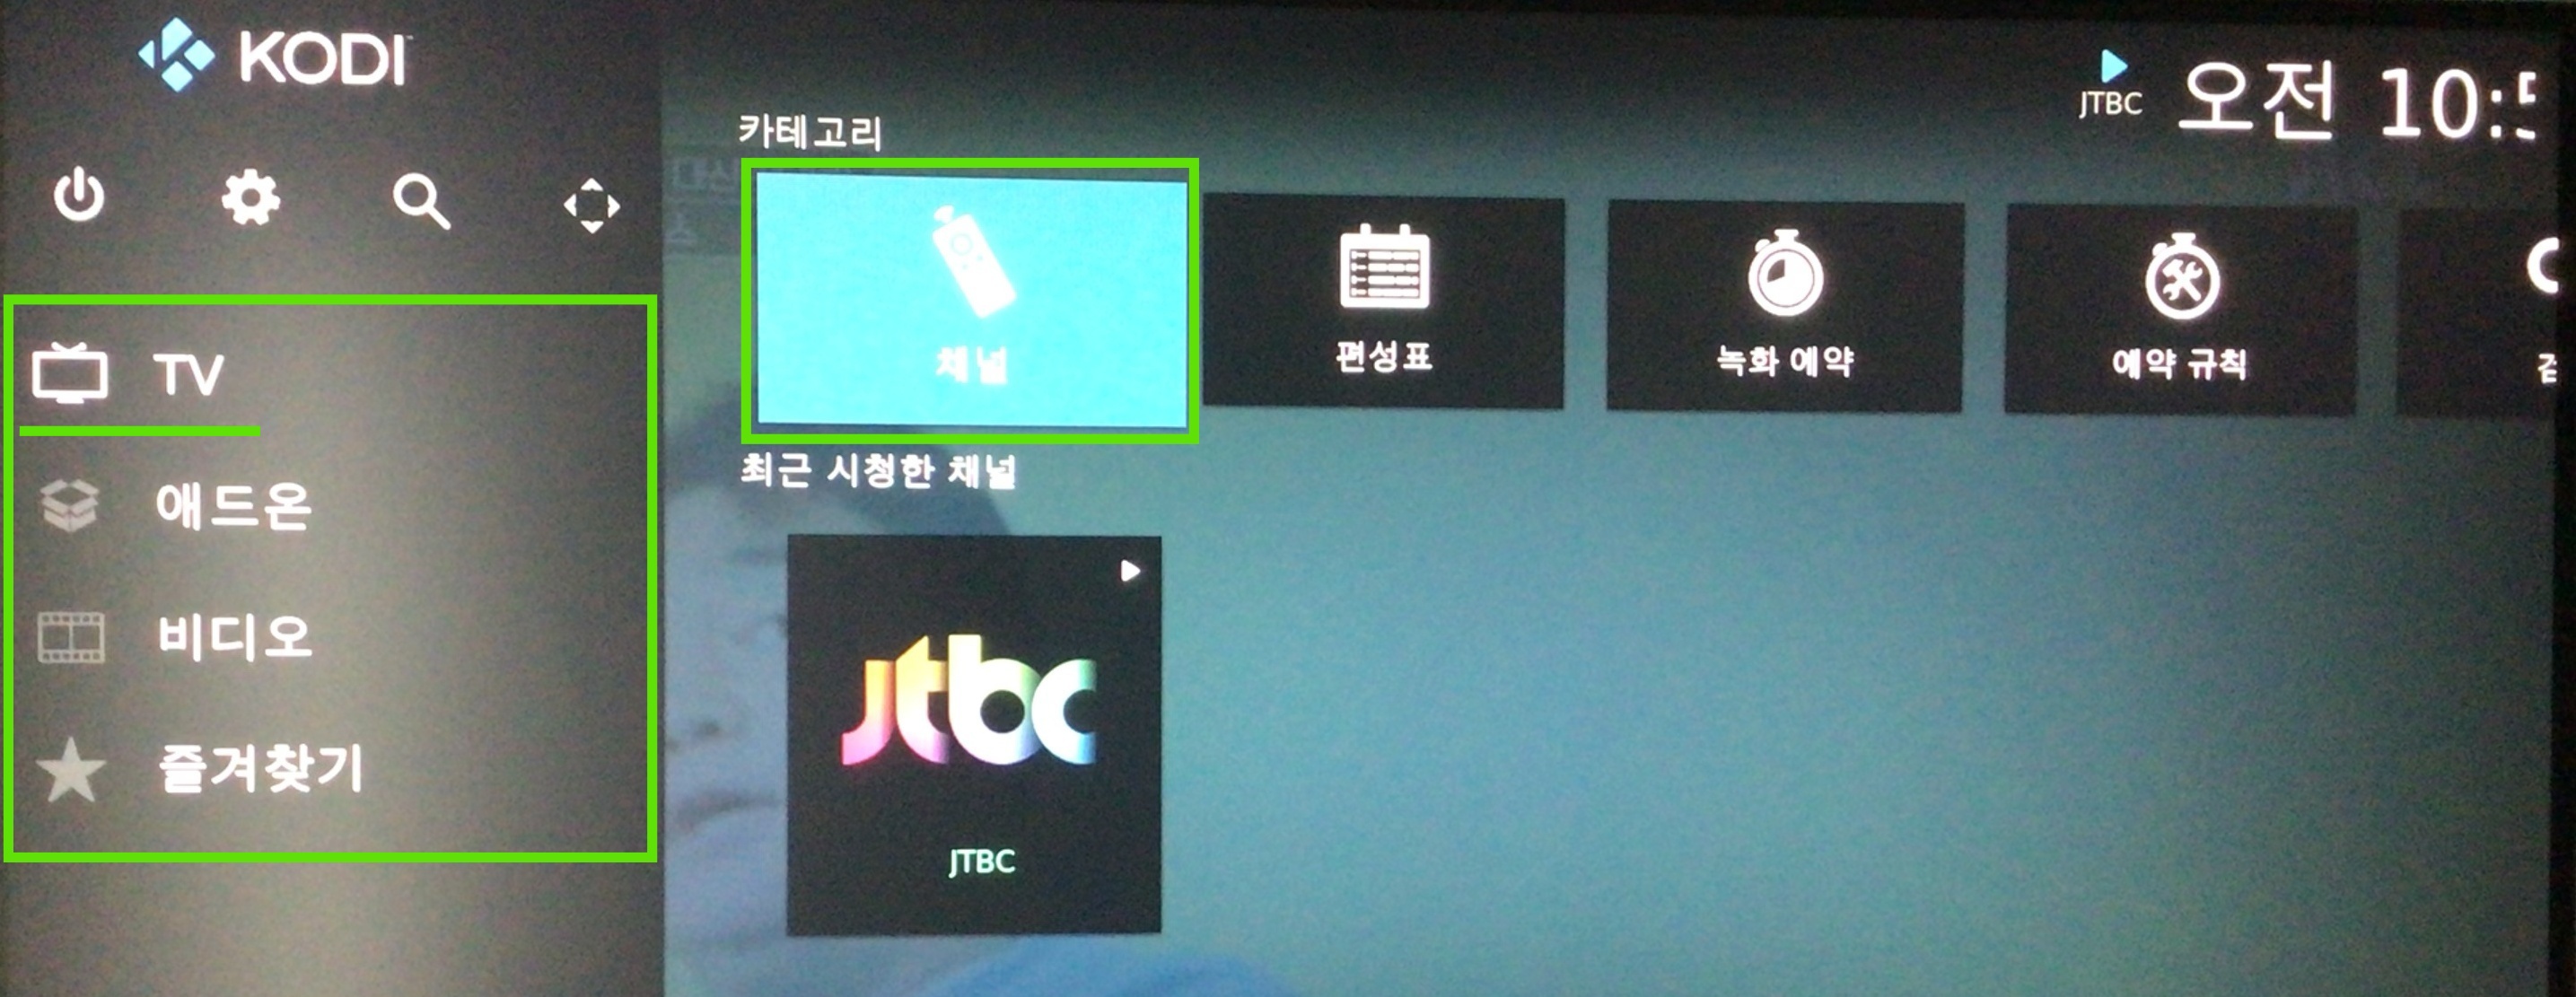 KODI
JTBC
오전 10:5
카테고리
채널
편성표
녹화 예약
예약 규칙
TV
애드온
비디오
즐겨찾기
최근 시청한 채널
jtbc
JTBC